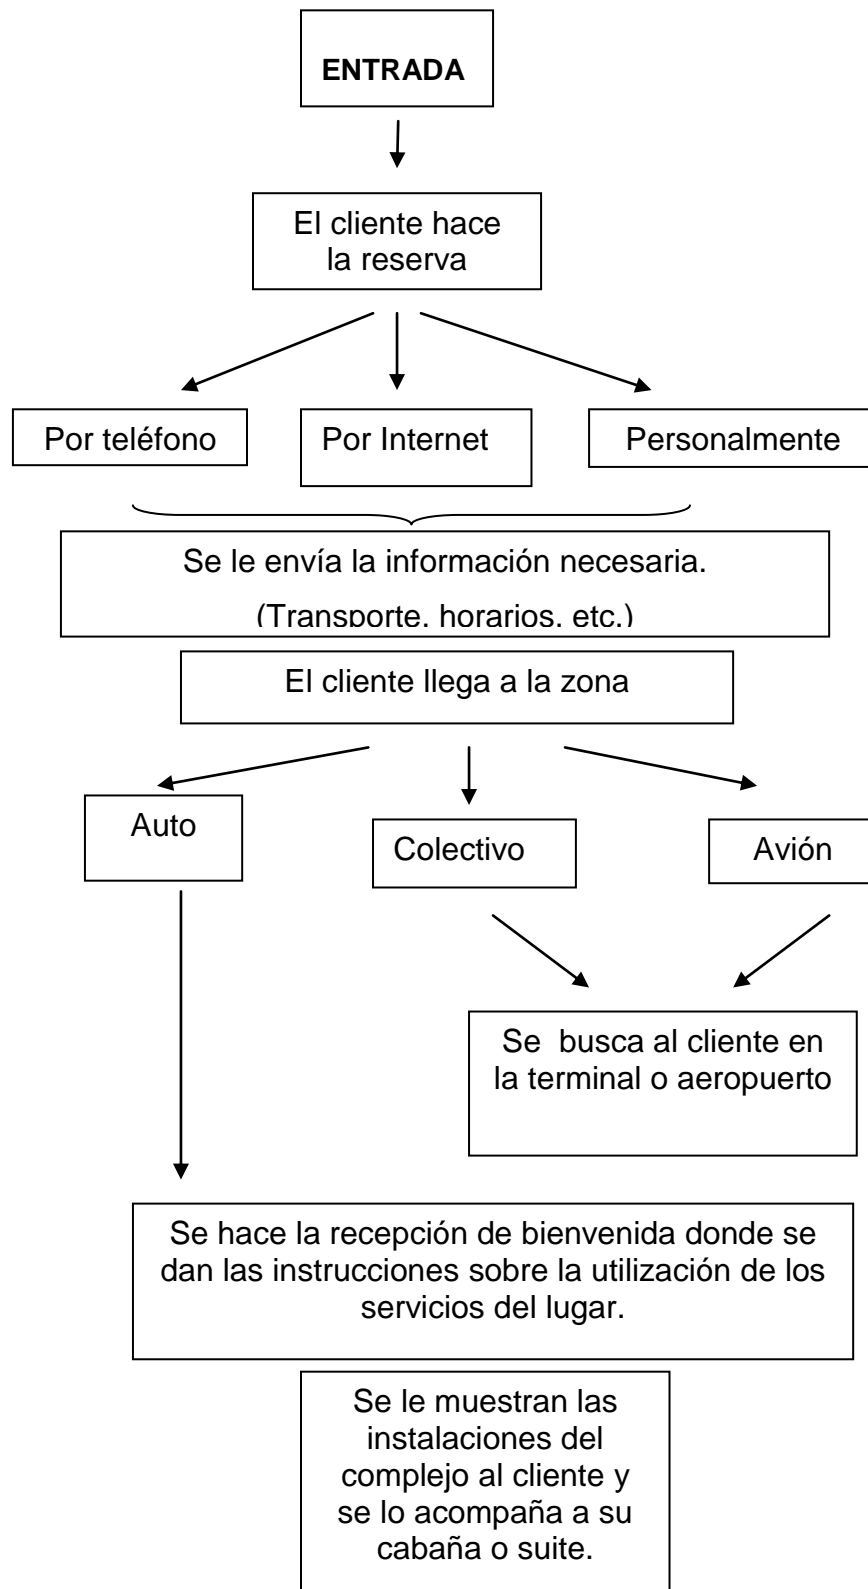 ENTRADA
El cliente hace
la reserva
Por teléfono
Por Internet
Personalmente
Se le envía la información necesaria.
(Transporte, horarios, etc.)
El cliente llega a la zona
Auto
Colectivo
Avión
Se busca al cliente en
la terminal o aeropuerto
Se hace la recepción de bienvenida donde se
dan las instrucciones sobre la utilización de los
servicios del lugar.
Se le muestran las
instalaciones del
complejo al cliente y
se lo acompaña a su
cabaña o suite.